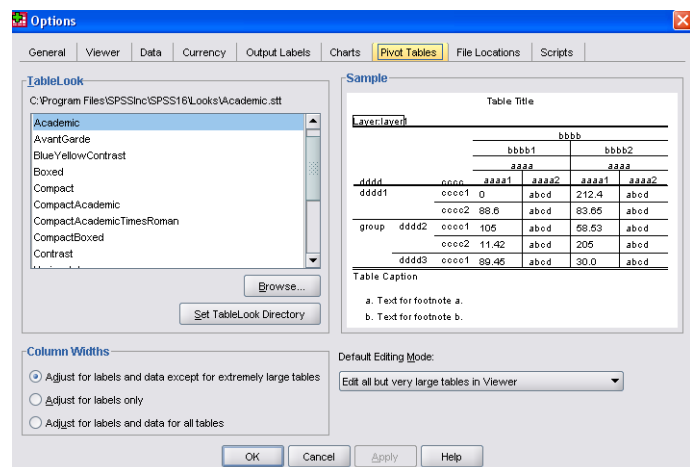 Options
General Viewer Data Currency Output Labels Charts Pivot Tables File Locations Scripts
TableLook
C:\Program Files\SPSSInc\SPSS16\Looks\Academic.stt
Academic
AvantGarde
BlueYellowContrast
Boxed
Compact
CompactAcademic
CompactAcademicTimesRoman
CompactBoxed
Contrast
Browse...
Set TableLook Directory
Sample
Table Title
Layer:layer1
bbbb
bbbb1 bbbb2
aaaa aaaa
dddd cccc aaaa1 aaaa2 aaaa1 aaaa2
dddd1 cccc1 0 abcd 212.4 abcd
cccc2 88.6 abcd 83.65 abcd
group dddd2 cccc1 105 abcd 58.53 abcd
cccc2 11.42 abcd 205 abcd
dddd3 cccc1 89.45 abcd 30.0 abcd
Table Caption
a. Text for footnote a.
b. Text for footnote b.
Column Widths
Adjust for labels and data except for extremely large tables
Adjust for labels only
Adjust for labels and data for all tables
Default Editing Mode:
Edit all but very large tables in Viewer
OK Cancel Apply Help